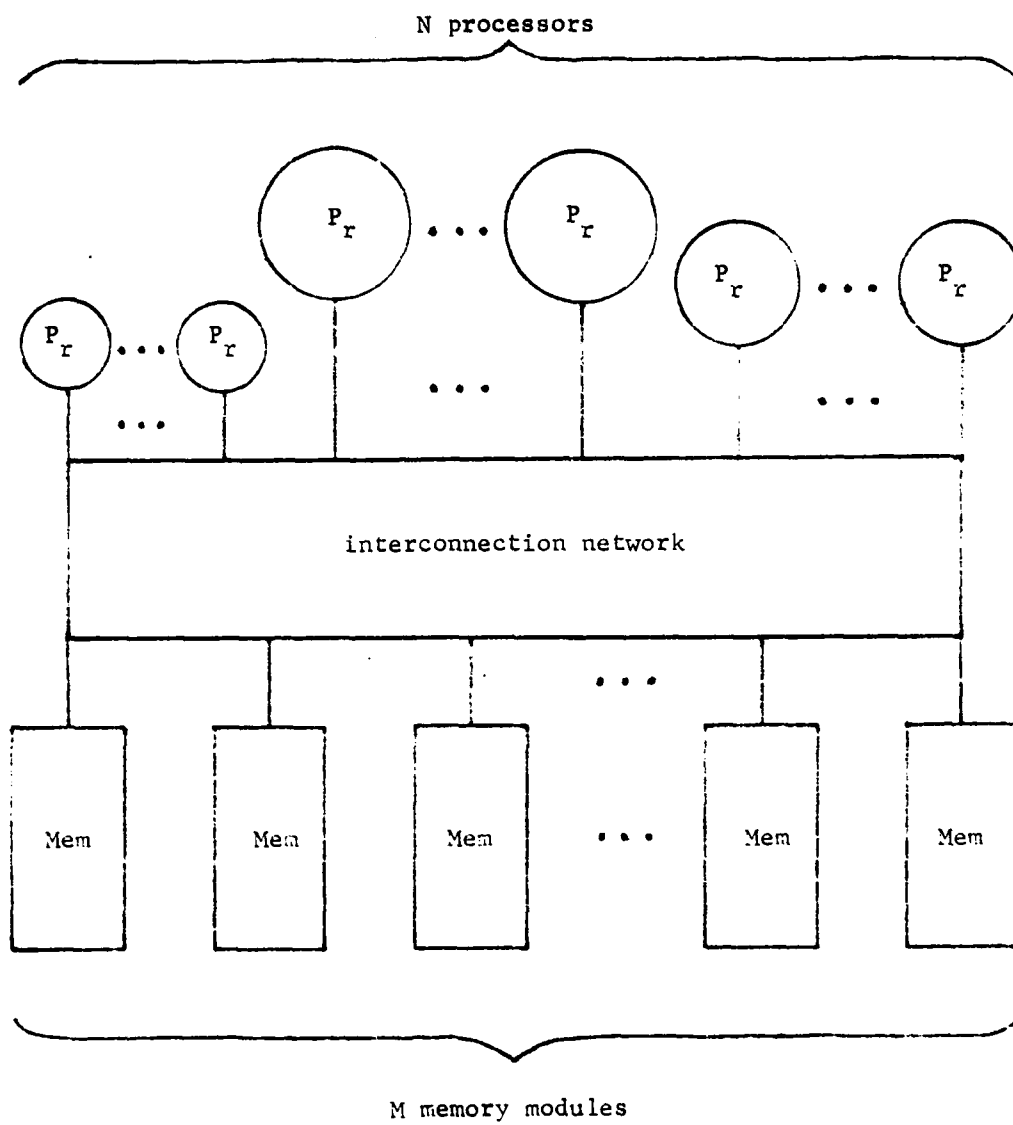 N processors
P_r ... P_r
P_r ... P_r
P_r ... P_r
...
...
...
interconnection network
...
Mem Mem Mem ... Mem Mem
M memory modules